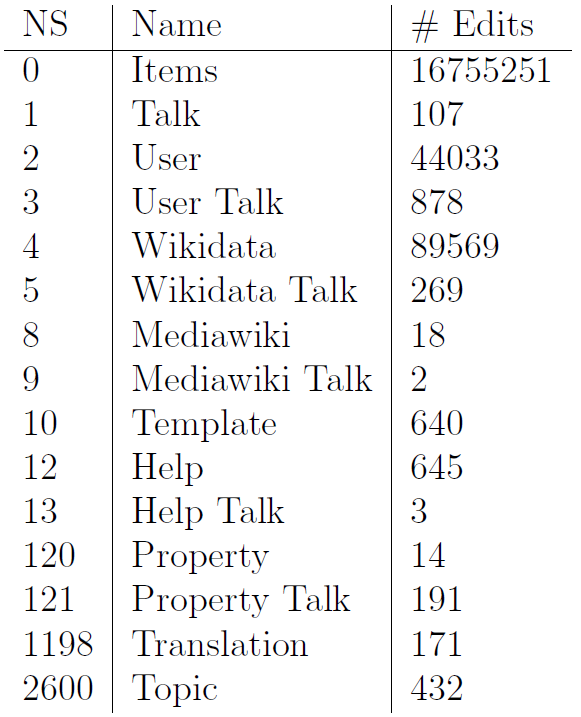 NS Name # Edits
0 Items 16755251
1 Talk 107
2 User 44033
3 User Talk 878
4 Wikidata 89569
5 Wikidata Talk 269
8 Mediawiki 18
9 Mediawiki Talk 2
10 Template 640
12 Help 645
13 Help Talk 3
120 Property 14
121 Property Talk 191
1198 Translation 171
2600 Topic 432